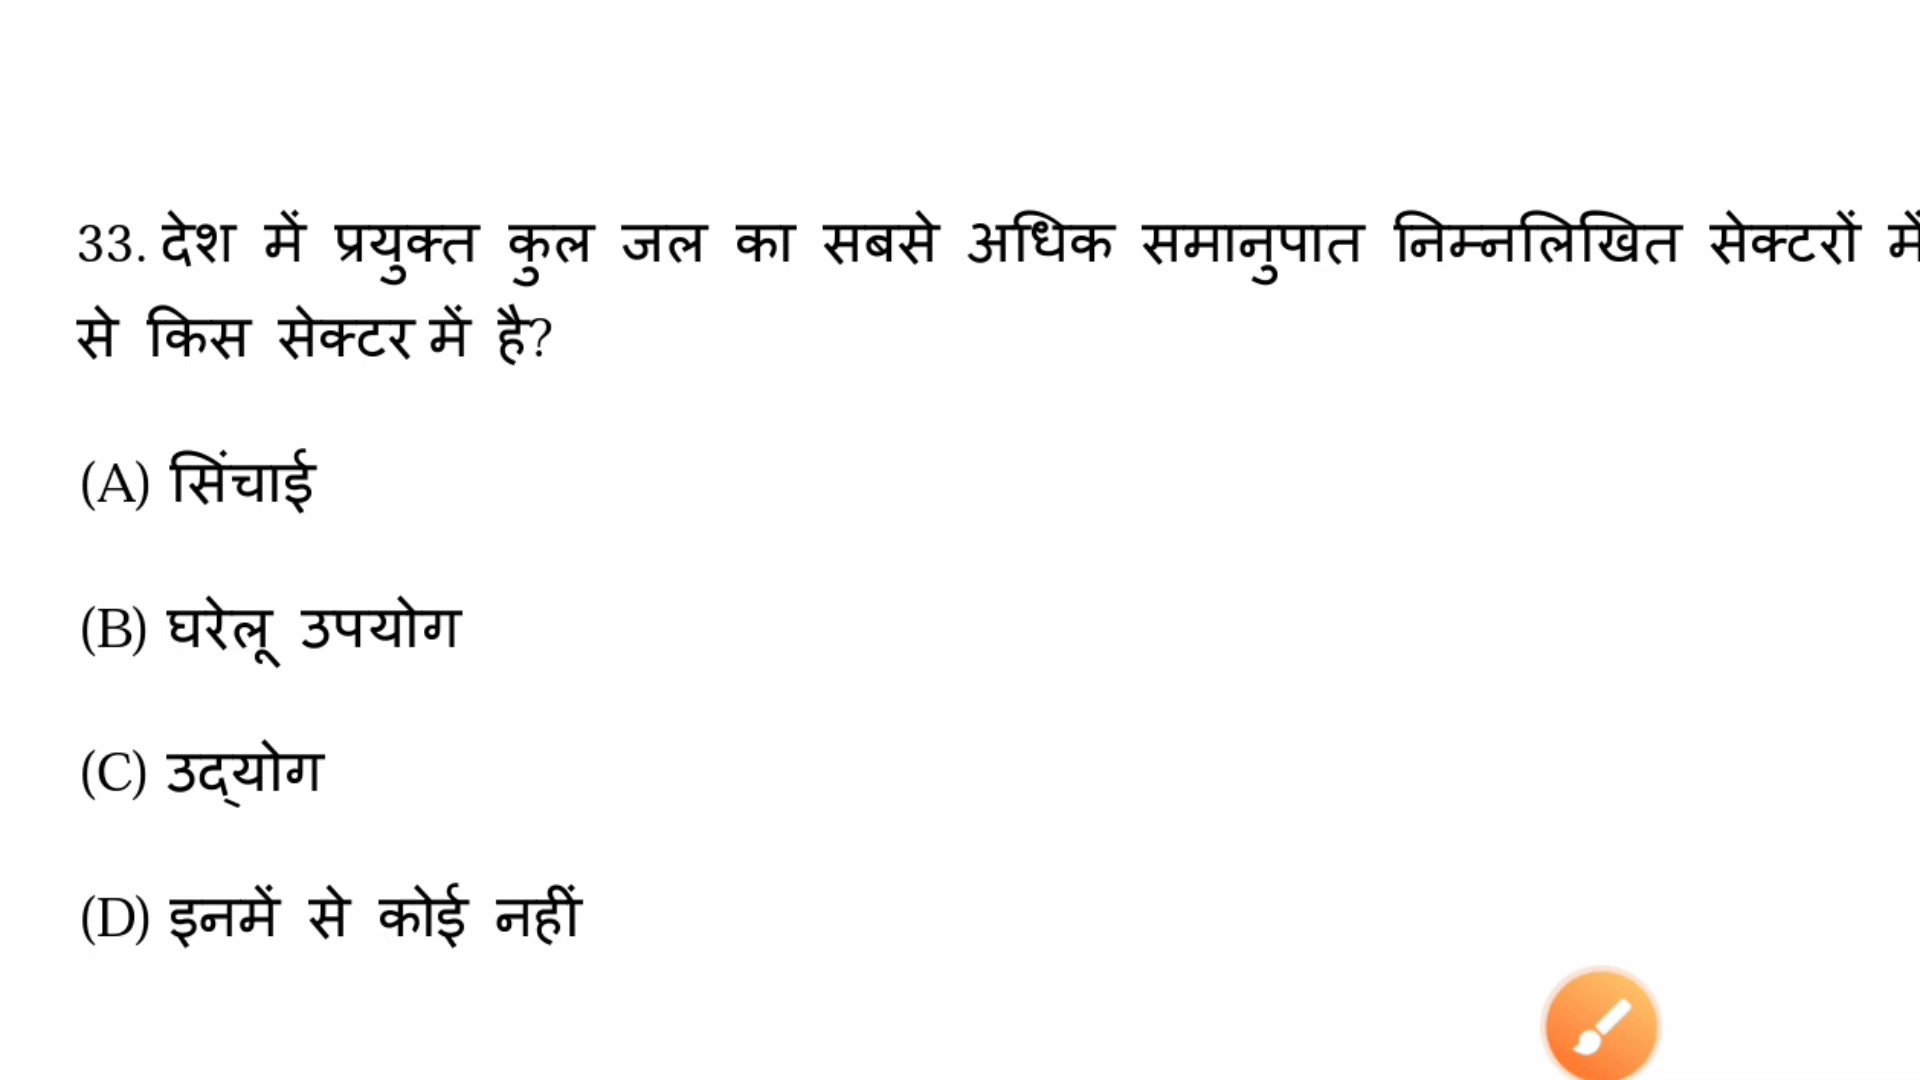 33. देश में प्रयुक्त कुल जल का सबसे अधिक समानुपात निम्नलिखित सेक्टरों में
से किस सेक्टर में है?
(A) सिंचाई
(B) घरेलू उपयोग
(C) उद्‌योग
(D) इनमें से कोई नहीं